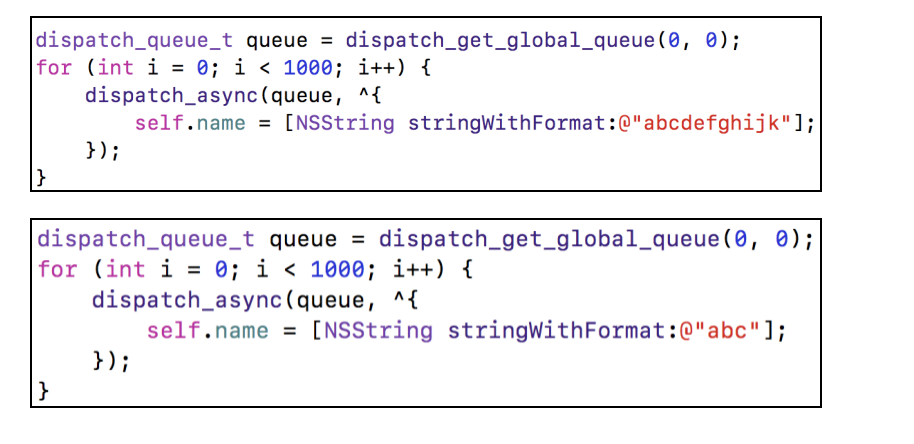 dispatch_queue_t queue = dispatch_get_global_queue(0, 0);
for (int i = 0; i < 1000; i++) {
    dispatch_async(queue, ^{
        self.name = [NSString stringWithFormat:@"abcdefghijk"];
    });
}
dispatch_queue_t queue = dispatch_get_global_queue(0, 0);
for (int i = 0; i < 1000; i++) {
    dispatch_async(queue, ^{
        self.name = [NSString stringWithFormat:@"abc"];
    });
}